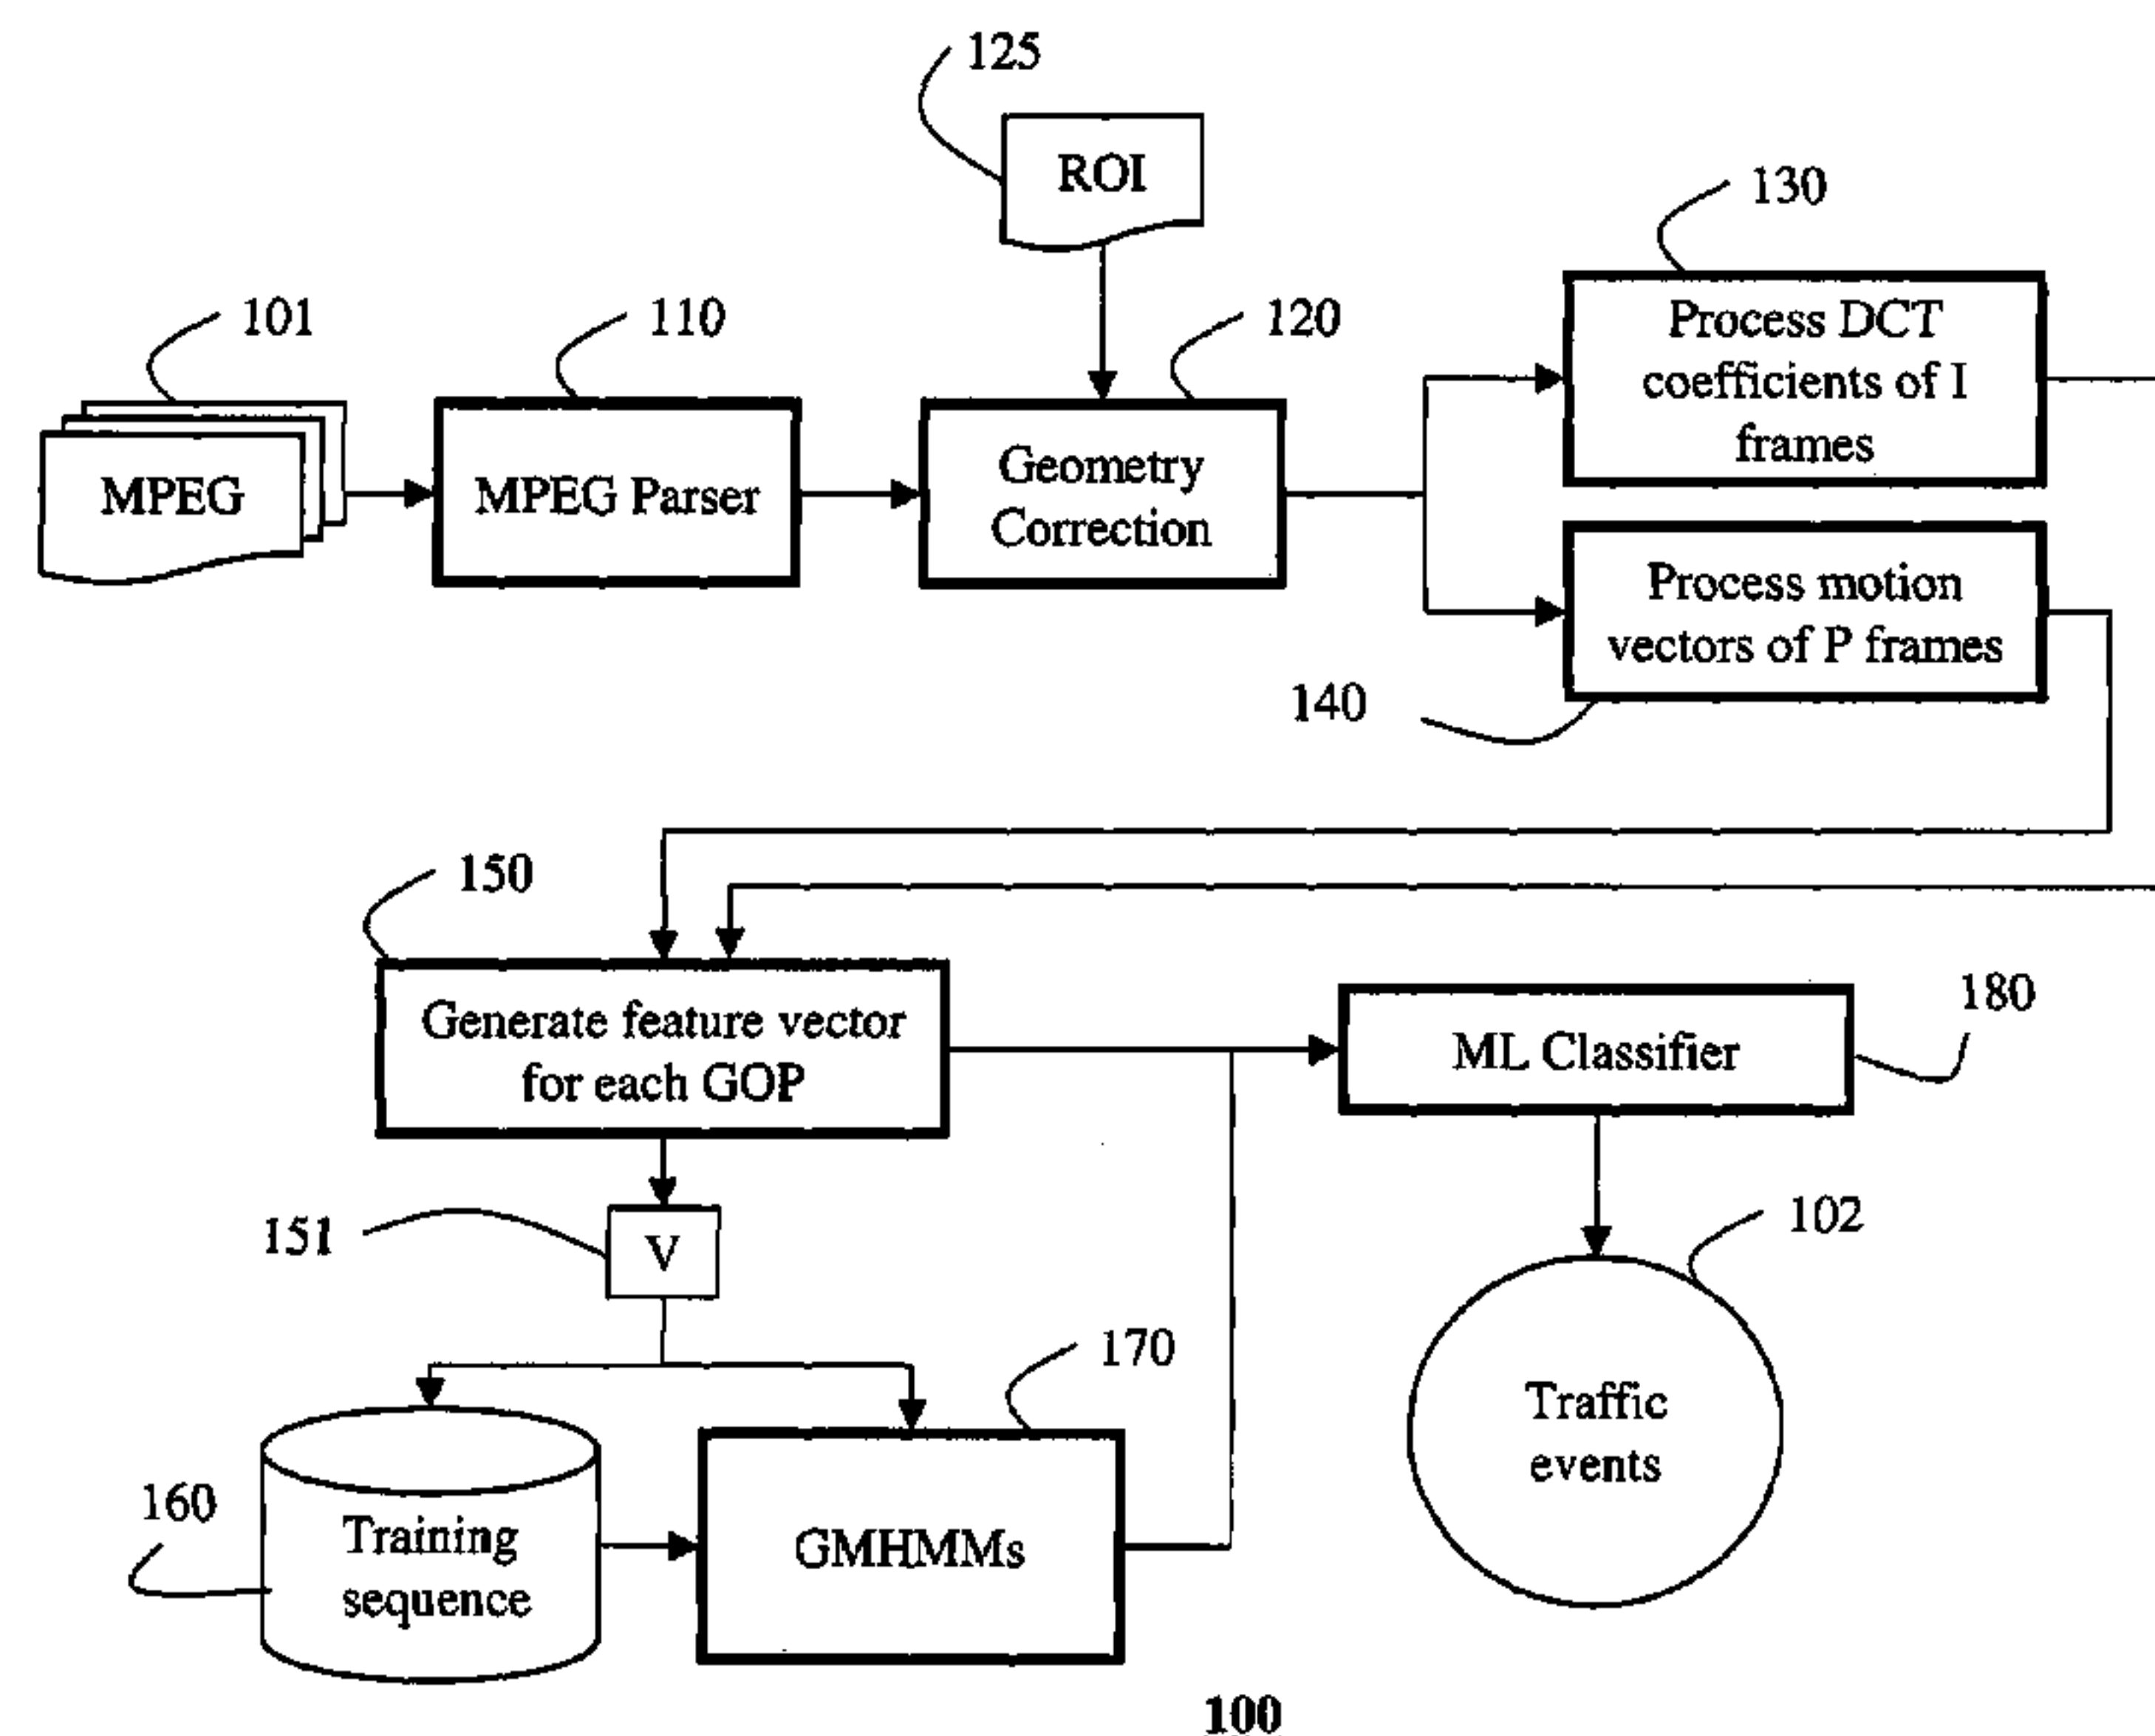 125
ROI
130
101
110
120
Process DCT
coefficients of I
frames
MPEG
MPEG Parser
Geometry
Correction
Process motion
vectors of P frames
140
150
Generate feature vector
for each GOP
ML Classifier
180
151
V
102
170
Traffic
events
160
Training
sequence
GMHMMs
100